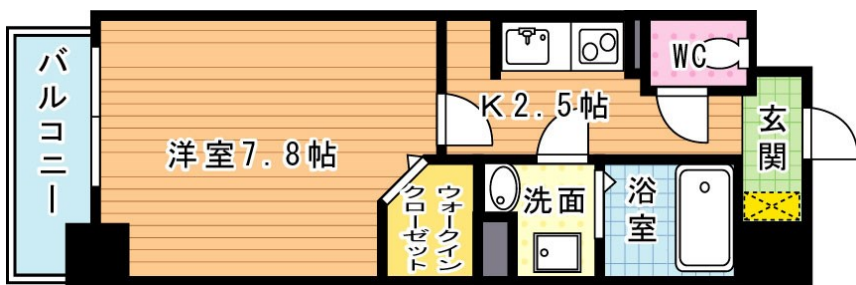 バルコニー
洋室7.8帖
ウォークイン
クローゼット
K2.5帖
WC
玄関
洗面
浴室